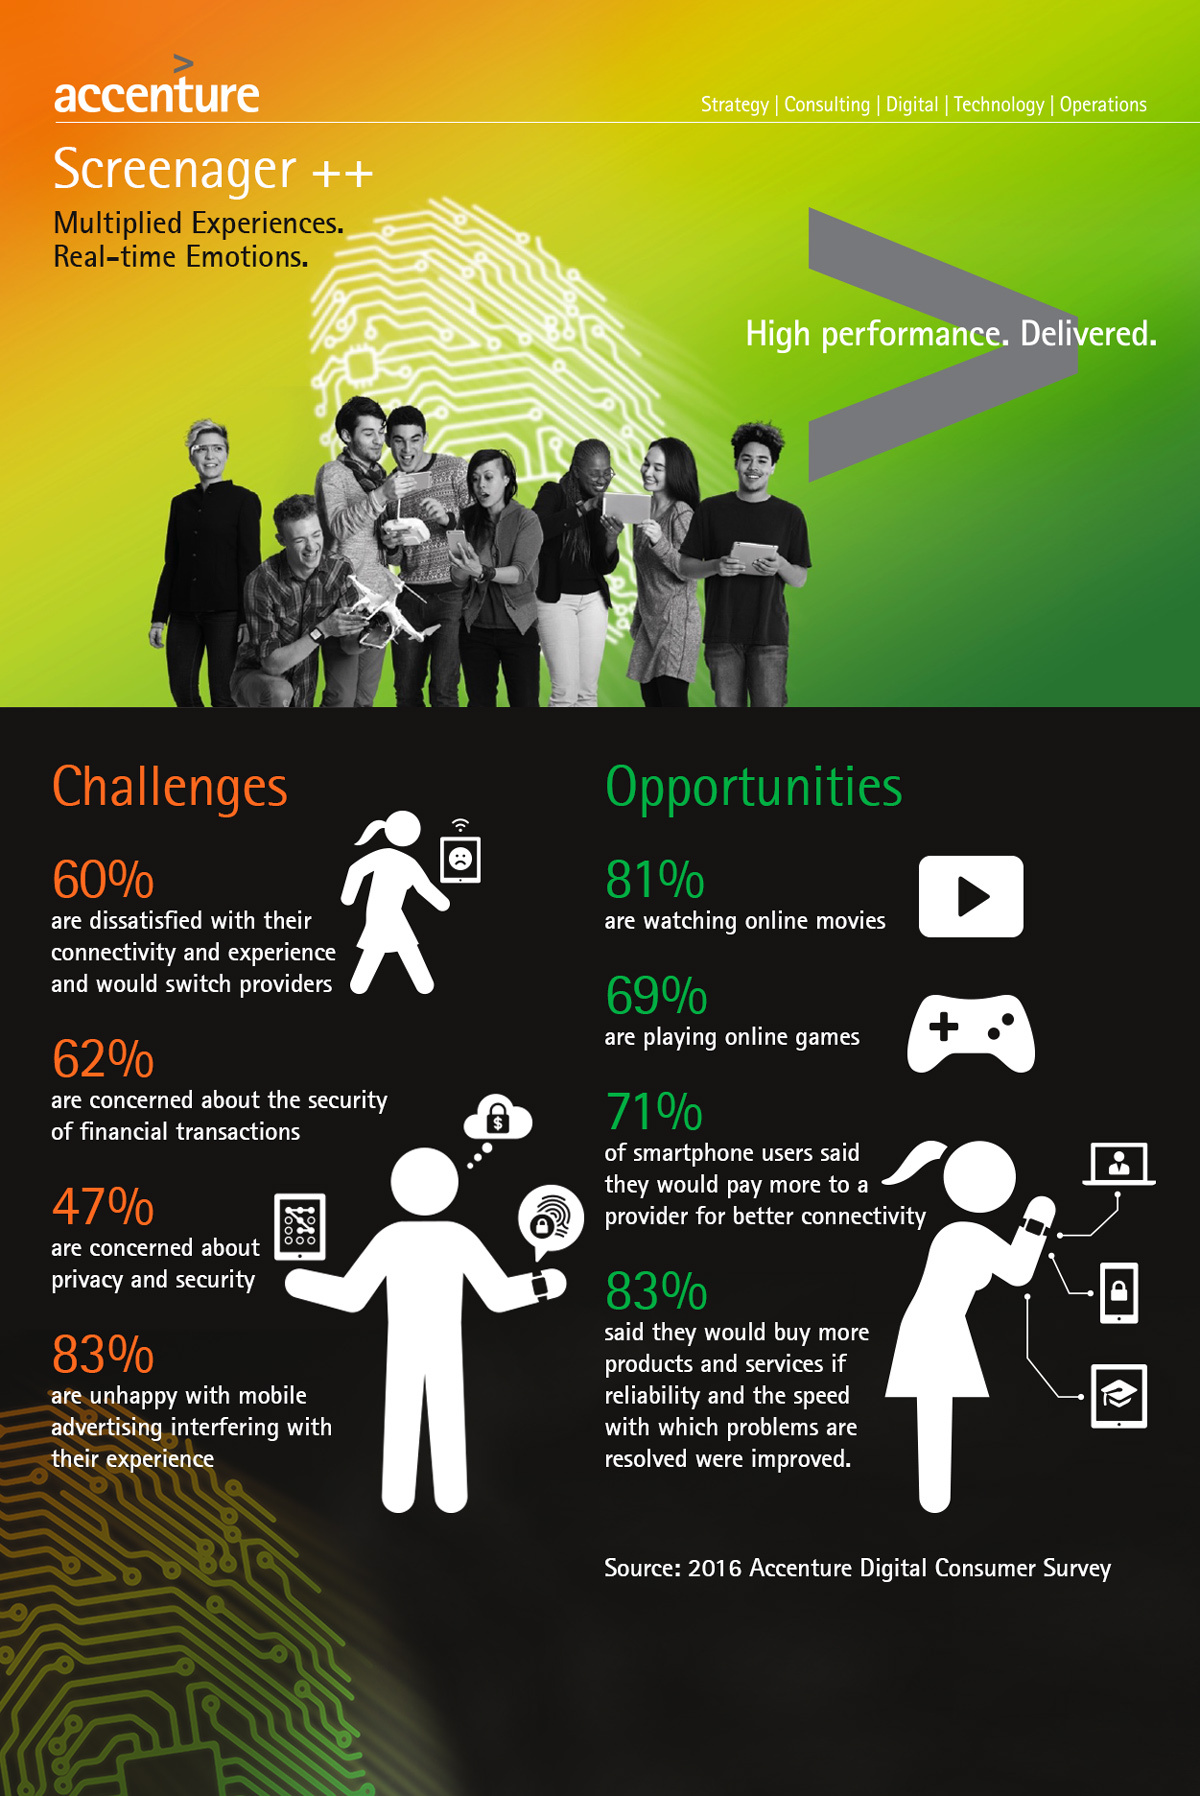 >
accenture
Strategy | Consulting | Digital | Technology | Operations
Screenager ++
Multiplied Experiences.
Real-time Emotions.
High performance. Delivered.
Challenges
60%
are dissatisfied with their
connectivity and experience
and would switch providers
62%
are concerned about the security
of financial transactions
$
47%
are concerned about
privacy and security
83%
are unhappy with mobile
advertising interfering with
their experience
Opportunities
81%
are watching online movies
69%
are playing online games
71%
of smartphone users said
they would pay more to a
provider for better connectivity
83%
said they would buy more
products and services if
reliability and the speed
with which problems are
resolved were improved.
Source: 2016 Accenture Digital Consumer Survey